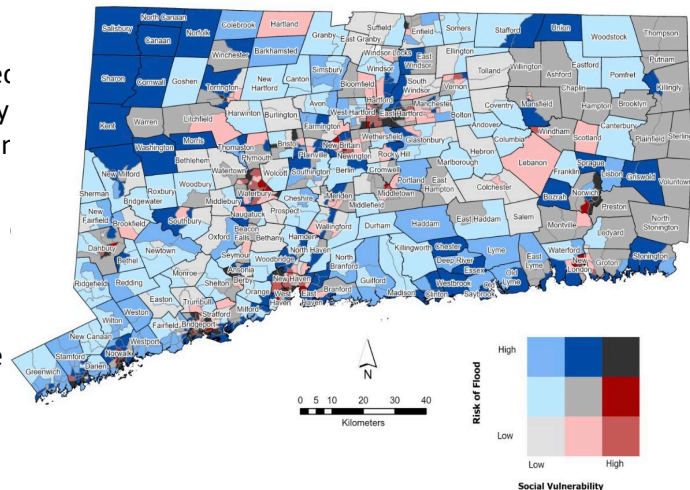 North Canaan
Salisbury
Canaan
Norfolk
Colebrook
Hartland
Suffield
Enfield
Somers
Stafford
Union
Woodstock
Thompson
Granby
East Granby
Windsor Locks
Barkhamsted
Winchester
Simsbury
Windsor
East
Windsor
Ellington
Putnam
Sharon
Cornwall
Goshen
New
Hartford
Canton
Bloomfield
South
Windsor
Vernon
Tolland
Willington
Ashford
Eastford
Pomfret
Killingly
Torrington
Avon
Hartford
West Hartford
East Hartford
Manchester
Coventry
Mansfield
Chaplin
Hampton
Brooklyn
Kent
Warren
Litchfield
Harwinton
Burlington
Farmington
Wethersfield
Glastonbury
Bolton
Andover
Columbia
Windham
Scotland
Canterbury
Plainfield
Washington
Morris
Bethlehem
Thomaston
Plymouth
Bristol
Plainville
New Britain
Newington
Rocky Hill
Hebron
Marlborough
Lebanon
Franklin
Sprague
Lisbon
Griswold
Voluntown
New Milford
Watertown
Wolcott
Southington
Berlin
Cromwell
Portland
East
Hampton
Colchester
Bozrah
Norwich
Preston
Sherman
Roxbury
Bridgewater
Woodbury
Waterbury
Middlebury
Cheshire
Meriden
Middletown
New
Fairfield
Brookfield
Southbury
Naugatuck
Prospect
Wallingford
Durham
Haddam
East Haddam
Salem
Montville
Ledyard
North
Stonington
Danbury
Bethel
Newtown
Oxford
Beacon
Falls
Bethany
Hamden
North Haven
Killingworth
Chester
Deep River
Lyme
East
Lyme
Waterford
New
London
Groton
Stonington
Ridgefield
Redding
Monroe
Seymour
Ansonia
Derby
Woodbridge
New Haven
North
Branford
Guilford
Madison
Essex
Westbrook
Clinton
Old
Saybrook
Old
Lyme
Easton
Shelton
Orange
West
Haven
East
Haven
Branford
Weston
Trumbull
Stratford
Milford
Wilton
Fairfield
Bridgeport
New Canaan
Westport
Stamford
Norwalk
Darien
Greenwich
N
0 5 10 20 30 40
Kilometers
High
Low
Risk of Flood
Low
High
Social Vulnerability